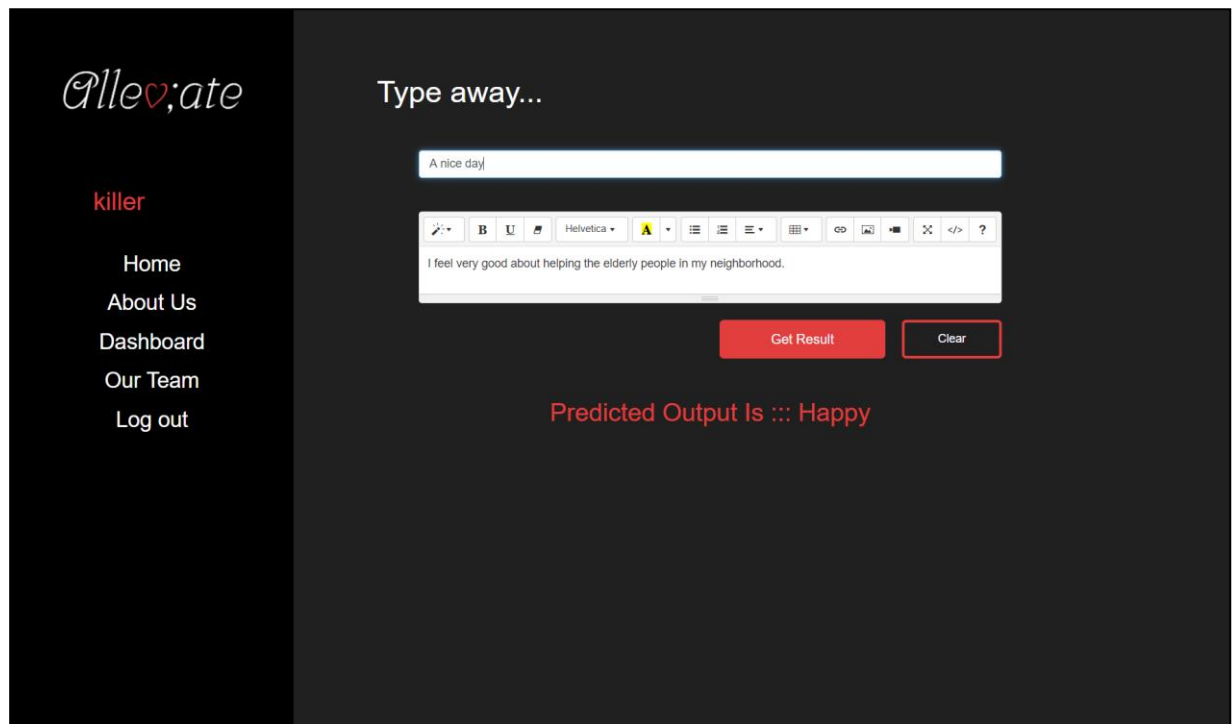 Allev;ate
killer
Home
About Us
Dashboard
Our Team
Log out
Type away...
A nice day
B U Helvetica A </> ?
I feel very good about helping the elderly people in my neighborhood.
Get Result Clear
Predicted Output Is ::: Happy